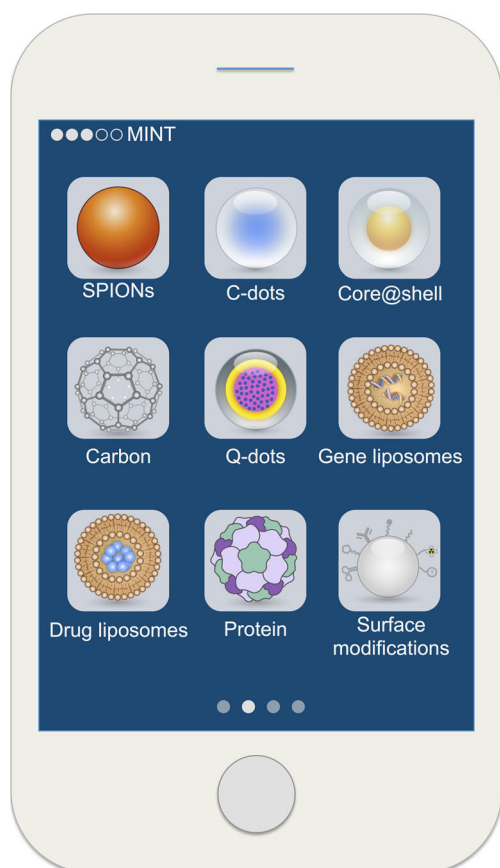 MINT
SPIONs
C-dots
Core@shell
Carbon
Q-dots
Gene liposomes
Drug liposomes
Protein
Surface
modifications